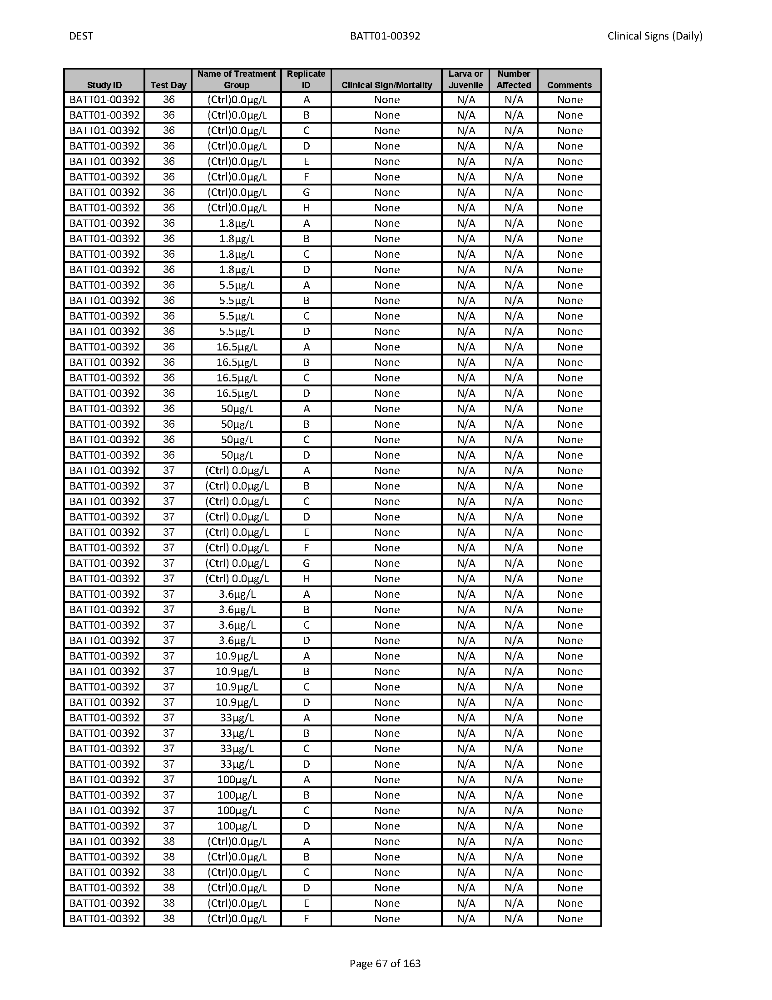 DEST BATT01-00392 Clinical Signs (Daily)
Name of Treatment Replicate Larva or Number
Study ID Test Day Group ID Clinical Sign/Mortality Juvenile Affected Comments
BATT01-00392 36 (Ctrl)0.0µg/L A None N/A N/A None
BATT01-00392 36 (Ctrl)0.0µg/L B None N/A N/A None
BATT01-00392 36 (Ctrl)0.0µg/L C None N/A N/A None
BATT01-00392 36 (Ctrl)0.0µg/L D None N/A N/A None
BATT01-00392 36 (Ctrl)0.0µg/L E None N/A N/A None
BATT01-00392 36 (Ctrl)0.0µg/L F None N/A N/A None
BATT01-00392 36 (Ctrl)0.0µg/L G None N/A N/A None
BATT01-00392 36 (Ctrl)0.0µg/L H None N/A N/A None
BATT01-00392 36 1.8µg/L A None N/A N/A None
BATT01-00392 36 1.8µg/L B None N/A N/A None
BATT01-00392 36 1.8µg/L C None N/A N/A None
BATT01-00392 36 1.8µg/L D None N/A N/A None
BATT01-00392 36 5.5µg/L A None N/A N/A None
BATT01-00392 36 5.5µg/L B None N/A N/A None
BATT01-00392 36 5.5µg/L C None N/A N/A None
BATT01-00392 36 5.5µg/L D None N/A N/A None
BATT01-00392 36 16.5µg/L A None N/A N/A None
BATT01-00392 36 16.5µg/L B None N/A N/A None
BATT01-00392 36 16.5µg/L C None N/A N/A None
BATT01-00392 36 16.5µg/L D None N/A N/A None
BATT01-00392 36 50µg/L A None N/A N/A None
BATT01-00392 36 50µg/L B None N/A N/A None
BATT01-00392 36 50µg/L C None N/A N/A None
BATT01-00392 36 50µg/L D None N/A N/A None
BATT01-00392 37 (Ctrl) 0.0µg/L A None N/A N/A None
BATT01-00392 37 (Ctrl) 0.0µg/L B None N/A N/A None
BATT01-00392 37 (Ctrl) 0.0µg/L C None N/A N/A None
BATT01-00392 37 (Ctrl) 0.0µg/L D None N/A N/A None
BATT01-00392 37 (Ctrl) 0.0µg/L E None N/A N/A None
BATT01-00392 37 (Ctrl) 0.0µg/L F None N/A N/A None
BATT01-00392 37 (Ctrl) 0.0µg/L G None N/A N/A None
BATT01-00392 37 (Ctrl) 0.0µg/L H None N/A N/A None
BATT01-00392 37 3.6µg/L A None N/A N/A None
BATT01-00392 37 3.6µg/L B None N/A N/A None
BATT01-00392 37 3.6µg/L C None N/A N/A None
BATT01-00392 37 3.6µg/L D None N/A N/A None
BATT01-00392 37 10.9µg/L A None N/A N/A None
BATT01-00392 37 10.9µg/L B None N/A N/A None
BATT01-00392 37 10.9µg/L C None N/A N/A None
BATT01-00392 37 10.9µg/L D None N/A N/A None
BATT01-00392 37 33µg/L A None N/A N/A None
BATT01-00392 37 33µg/L B None N/A N/A None
BATT01-00392 37 33µg/L C None N/A N/A None
BATT01-00392 37 33µg/L D None N/A N/A None
BATT01-00392 37 100µg/L A None N/A N/A None
BATT01-00392 37 100µg/L B None N/A N/A None
BATT01-00392 37 100µg/L C None N/A N/A None
BATT01-00392 37 100µg/L D None N/A N/A None
BATT01-00392 38 (Ctrl)0.0µg/L A None N/A N/A None
BATT01-00392 38 (Ctrl)0.0µg/L B None N/A N/A None
BATT01-00392 38 (Ctrl)0.0µg/L C None N/A N/A None
BATT01-00392 38 (Ctrl)0.0µg/L D None N/A N/A None
BATT01-00392 38 (Ctrl)0.0µg/L E None N/A N/A None
BATT01-00392 38 (Ctrl)0.0µg/L F None N/A N/A None
Page 67 of 163